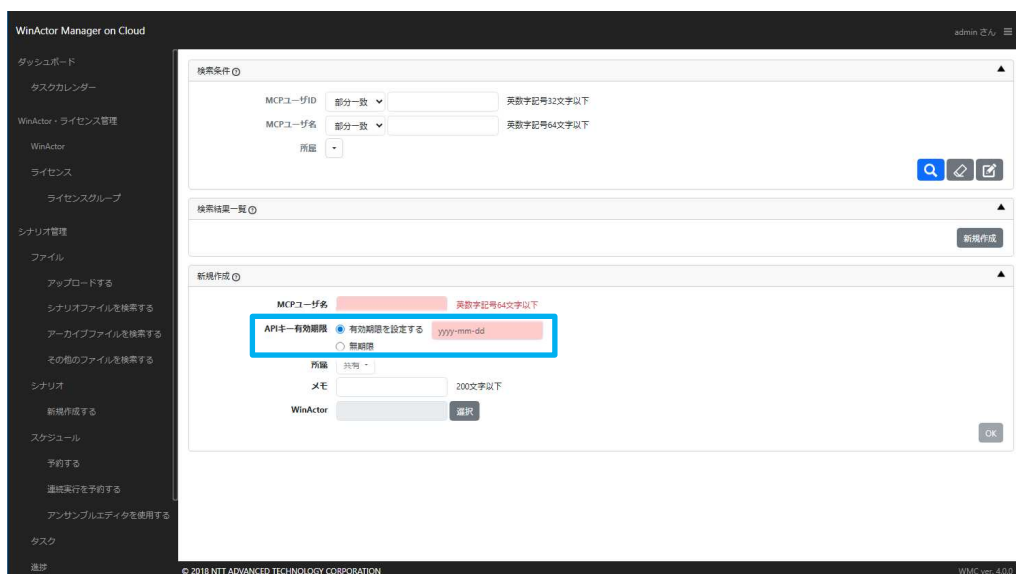 WinActor Manager on Cloud
admin さん
ダッシュボード
タスクカレンダー
WinActor・ライセンス管理
WinActor
ライセンス
ライセンスグループ
シナリオ管理
ファイル
アップロードする
シナリオファイルを検索する
アーカイブファイルを検索する
その他のファイルを検索する
シナリオ
新規作成する
スケジュール
予約する
連続実行を予約する
アンサンブルエディタを使用する
タスク
進捗
検索条件
MCPユーザID 部分一致 英数字記号32文字以下
MCPユーザ名 部分一致 英数字記号64文字以下
所属
検索結果一覧
新規作成
新規作成
MCPユーザ名 英数字記号64文字以下
APIキー有効期限 有効期限を設定する yyyy-mm-dd
無期限
所属 共有
メモ 200文字以下
WinActor 選択
OK
© 2018 NTT ADVANCED TECHNOLOGY CORPORATION
WMC ver. 4.0.0